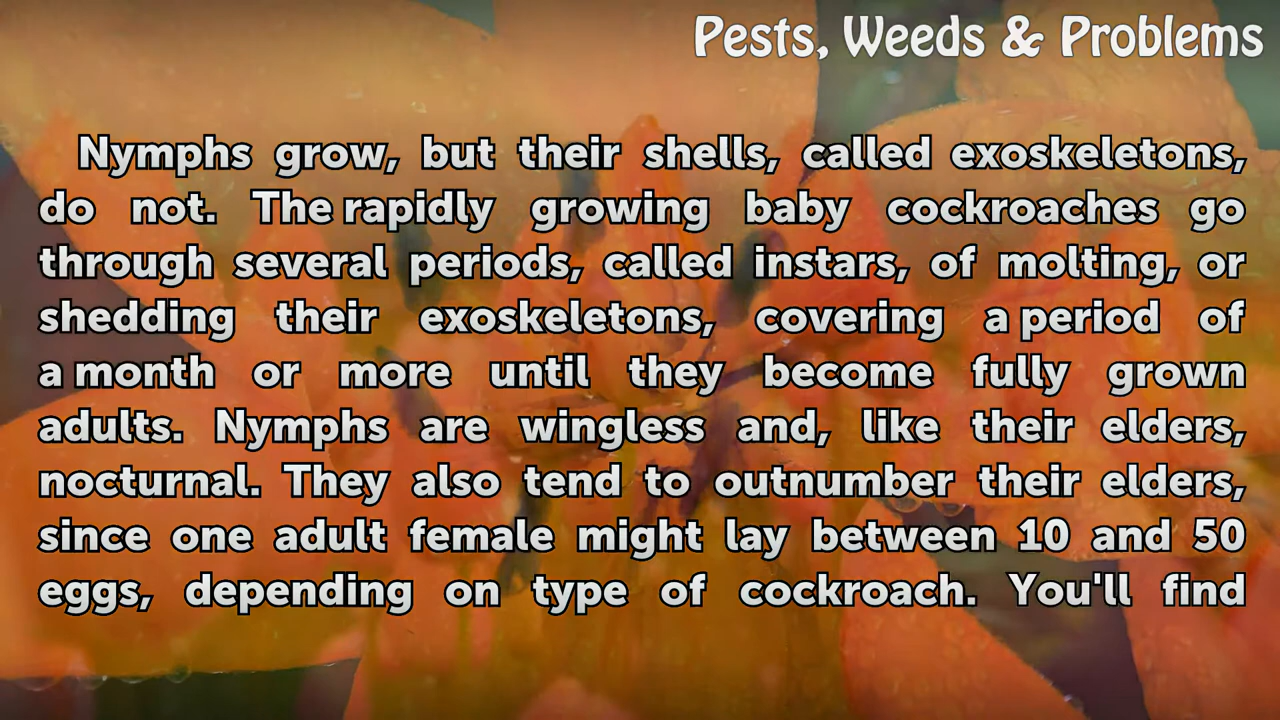 Pests, Weeds & Problems
Nymphs grow, but their shells, called exoskeletons,
do not. The rapidly growing baby cockroaches go
through several periods, called instars, of molting, or
shedding their exoskeletons, covering a period of
a month or more until they become fully grown
adults. Nymphs are wingless and, like their elders,
nocturnal. They also tend to outnumber their elders,
since one adult female might lay between 10 and 50
eggs, depending on type of cockroach. You'll find